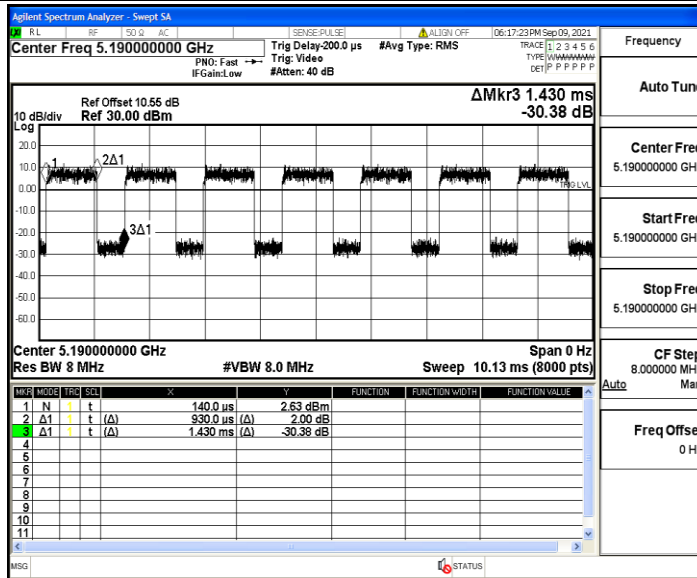 Agilent Spectrum Analyzer - Swept SA
RL RF 50 Ω AC SENSE:PULSE ALIGN OFF 06:17:23 PM Sep 09, 2021
Center Freq 5.190000000 GHz
PNO: Fast
IFGain:Low
Trig Delay-200.0 µs
Trig: Video
#Atten: 40 dB
#Avg Type: RMS
TRACE 1 2 3 4 5 6
TYPE WWWWWW
DET P P P P P P
Ref Offset 10.55 dB
10 dB/div Ref 30.00 dBm
Log
ΔMkr3 1.430 ms
-30.38 dB
20.0
10.0
0.00
-10.0
-20.0
-30.0
-40.0
-50.0
-60.0
1
2Δ1
3Δ1
TRIG LVL
Center 5.190000000 GHz Span 0 Hz
Res BW 8 MHz #VBW 8.0 MHz Sweep 10.13 ms (8000 pts)
MKR MODE TRC SCL X Y FUNCTION FUNCTION WIDTH FUNCTION VALUE
1 N 1 t 140.0 µs 2.63 dBm
2 Δ1 1 t (Δ) 930.0 µs (Δ) 2.00 dB
3 Δ1 1 t (Δ) 1.430 ms (Δ) -30.38 dB
4
5
6
7
8
9
10
11
MSG STATUS
Frequency
Auto Tun
Center Fre
5.190000000 GH
Start Fre
5.190000000 GH
Stop Fre
5.190000000 GH
CF Step
8.000000 MH
Auto Ma
Freq Offse
0 H